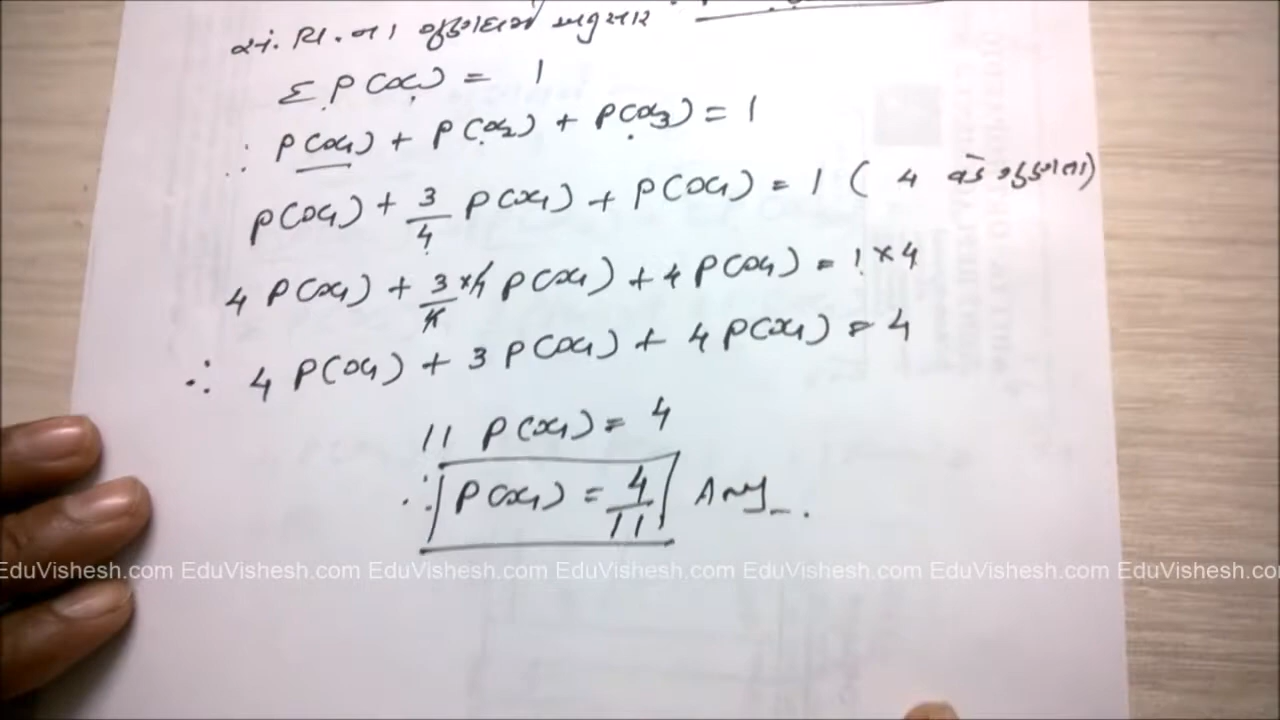 સં. વિ. ના ગુણધર્મ અનુસાર
Σ P(x₁) = 1
∴ P(x₁) + P(x₂) + P(x₃) = 1
P(x₁) + 3/4 P(x₁) + P(x₁) = 1 ( 4 વડે ગુણાતા)
4 P(x₁) + 3/4 × 4 P(x₁) + 4 P(x₁) = 1 × 4
∴ 4 P(x₁) + 3 P(x₁) + 4 P(x₁) = 4
11 P(x₁) = 4
∴ P(x₁) = 4/11 Ans.
EduVishesh.com EduVishesh.com EduVishesh.com EduVishesh.com EduVishesh.com EduVishesh.com EduVishesh.com